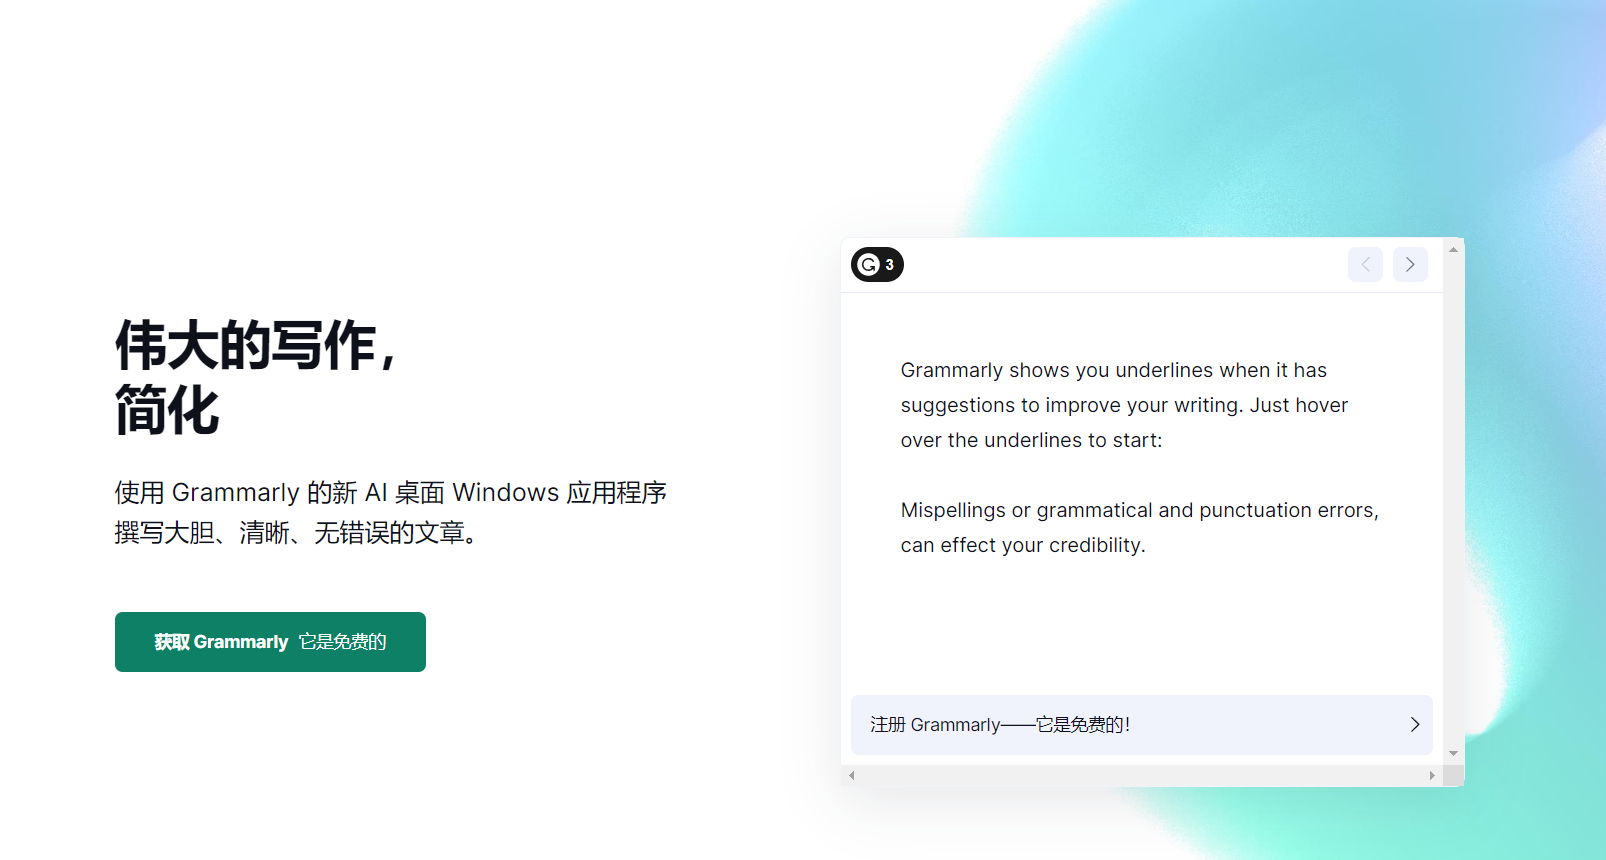 伟大的写作，
简化
使用 Grammarly 的新 AI 桌面 Windows 应用程序
撰写大胆、清晰、无错误的文章。
获取 Grammarly 它是免费的
G 3
Grammarly shows you underlines when it has
suggestions to improve your writing. Just hover
over the underlines to start:
Mispellings or grammatical and punctuation errors,
can effect your credibility.
注册 Grammarly——它是免费的！